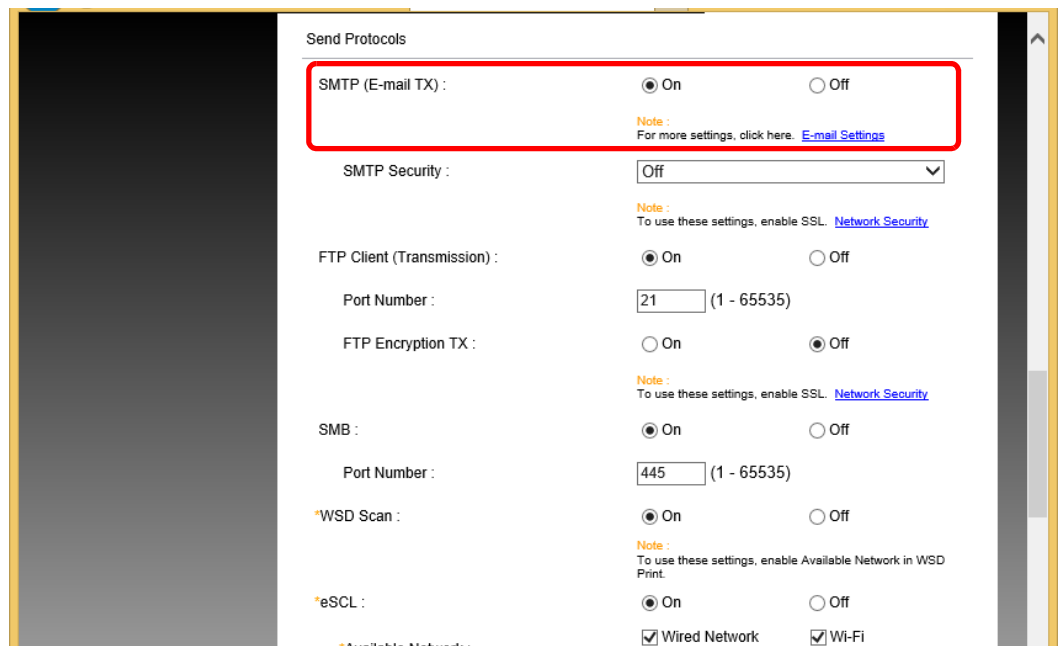 Send Protocols
SMTP (E-mail TX) : On Off
Note :
For more settings, click here. E-mail Settings
SMTP Security : Off
Note :
To use these settings, enable SSL. Network Security
FTP Client (Transmission) : On Off
Port Number : 21 (1 - 65535)
FTP Encryption TX : On Off
Note :
To use these settings, enable SSL. Network Security
SMB : On Off
Port Number : 445 (1 - 65535)
*WSD Scan : On Off
Note :
To use these settings, enable Available Network in WSD
Print.
*eSCL : On Off
*Available Network : Wired Network Wi-Fi